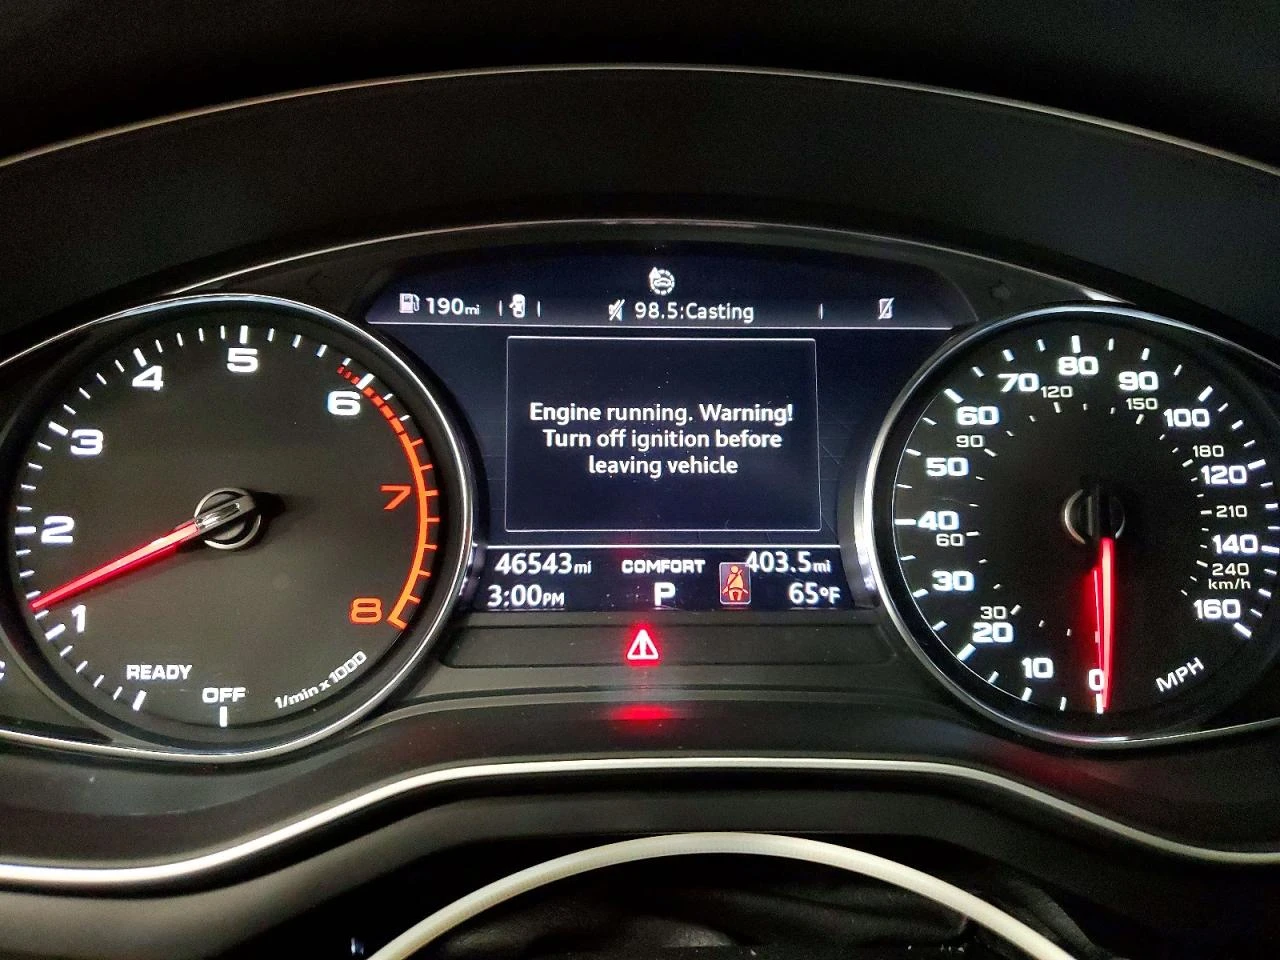 190mi
98.5:Casting
Engine running. Warning!
Turn off ignition before
leaving vehicle
46543mi COMFORT 403.5mi
3:00PM P 65°F
OFF
READY
1
2
3
4
5
6
7
8
1/min x 1000
0
10
20
30
40
50
60
70
80
90
100
120
140
160
MPH
30
60
90
120
150
180
210
240
km/h